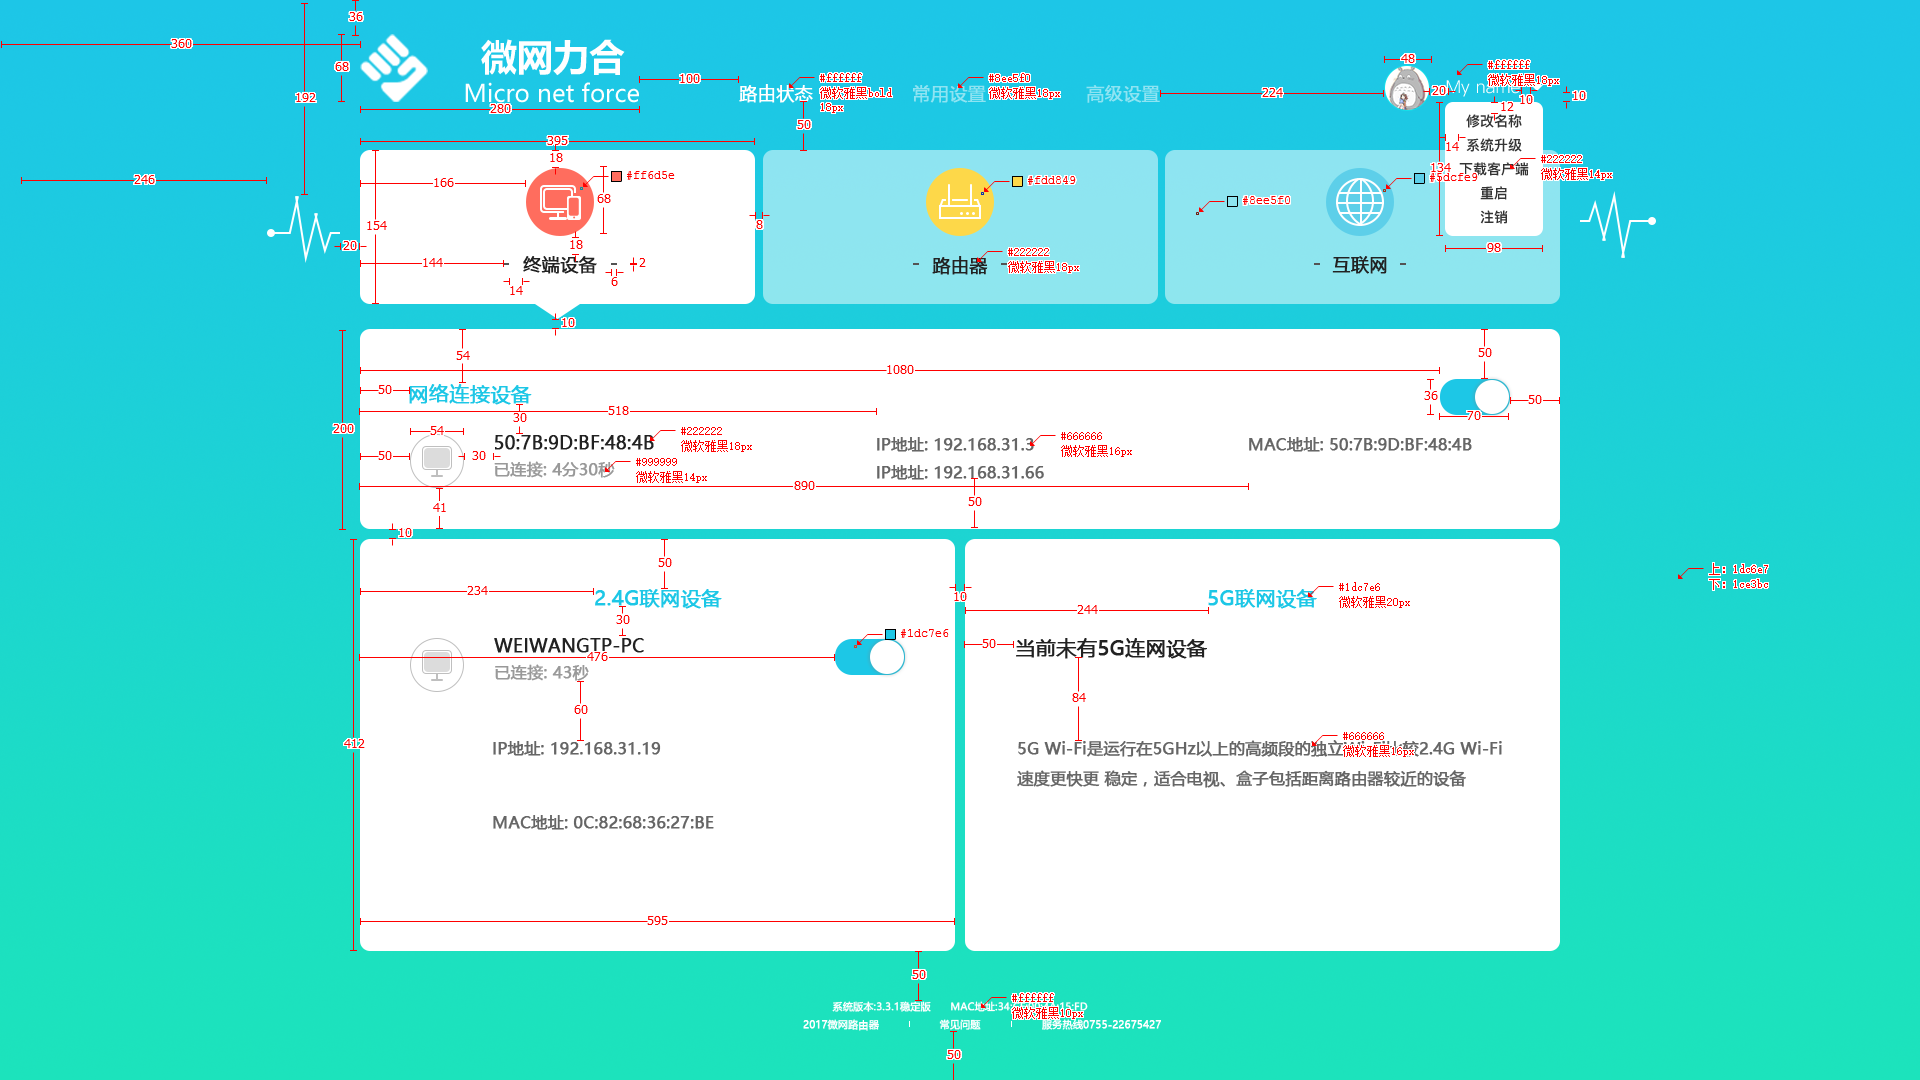 36
360
68
192
微网力合
Micro net force
280
100
路由状态
#ffffff
微软雅黑bold
18px
常用设置
#8ee5f0
微软雅黑18px
高级设置
224
48
20
My name
#ffffff
微软雅黑18px
10
10
12
修改名称
14
系统升级
134
下载客户端
#222222
微软雅黑14px
重启
注销
98
50
395
18
166
#ff6d5e
68
154
18
20
144
终端设备
2
14
6
10
8
246
#fdd849
路由器
#222222
微软雅黑18px
#8ee5f0
#5dcfe9
互联网
54
1080
50
50
网络连接设备
518
30
36
70
50
200
54
50:7B:9D:BF:48:4B
#222222
微软雅黑18px
50
30
已连接: 4分30秒
#999999
微软雅黑14px
IP地址: 192.168.31.3
#666666
微软雅黑16px
IP地址: 192.168.31.66
MAC地址: 50:7B:9D:BF:48:4B
890
41
50
10
50
234
2.4G联网设备
30
WEIWANGTP-PC
#1dc7e6
476
已连接: 43秒
60
412
IP地址: 192.168.31.19
MAC地址: 0C:82:68:36:27:BE
595
10
244
5G联网设备
#1dc7e6
微软雅黑20px
50
当前未有5G连网设备
84
5G Wi-Fi是运行在5GHz以上的高频段的独立Wi-Fi比较2.4G Wi-Fi
#666666
微软雅黑16px
速度更快更 稳定，适合电视、盒子包括距离路由器较近的设备
上: 1dc6e7
下: 1ce3bc
50
系统版本:3.3.1稳定版
#ffffff
微软雅黑10px
2017微网路由器
常见问题
服务热线0755-22675427
50